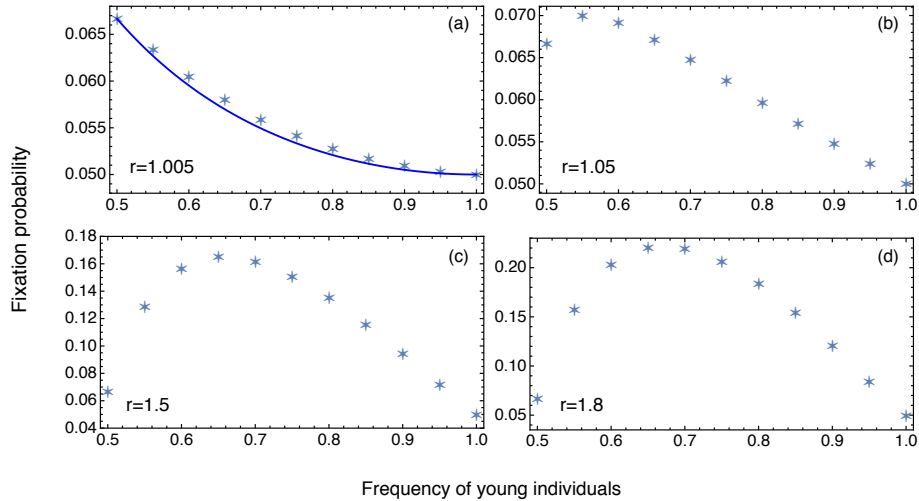 (a)
0.065
0.060
0.055
0.050
r=1.005
0.5 0.6 0.7 0.8 0.9 1.0
(b)
0.070
0.065
0.060
0.055
0.050
r=1.05
0.5 0.6 0.7 0.8 0.9 1.0
Fixation probability
(c)
0.18
0.16
0.14
0.12
0.10
0.08
0.06
0.04
r=1.5
0.5 0.6 0.7 0.8 0.9 1.0
(d)
0.20
0.15
0.10
0.05
r=1.8
0.5 0.6 0.7 0.8 0.9 1.0
Frequency of young individuals